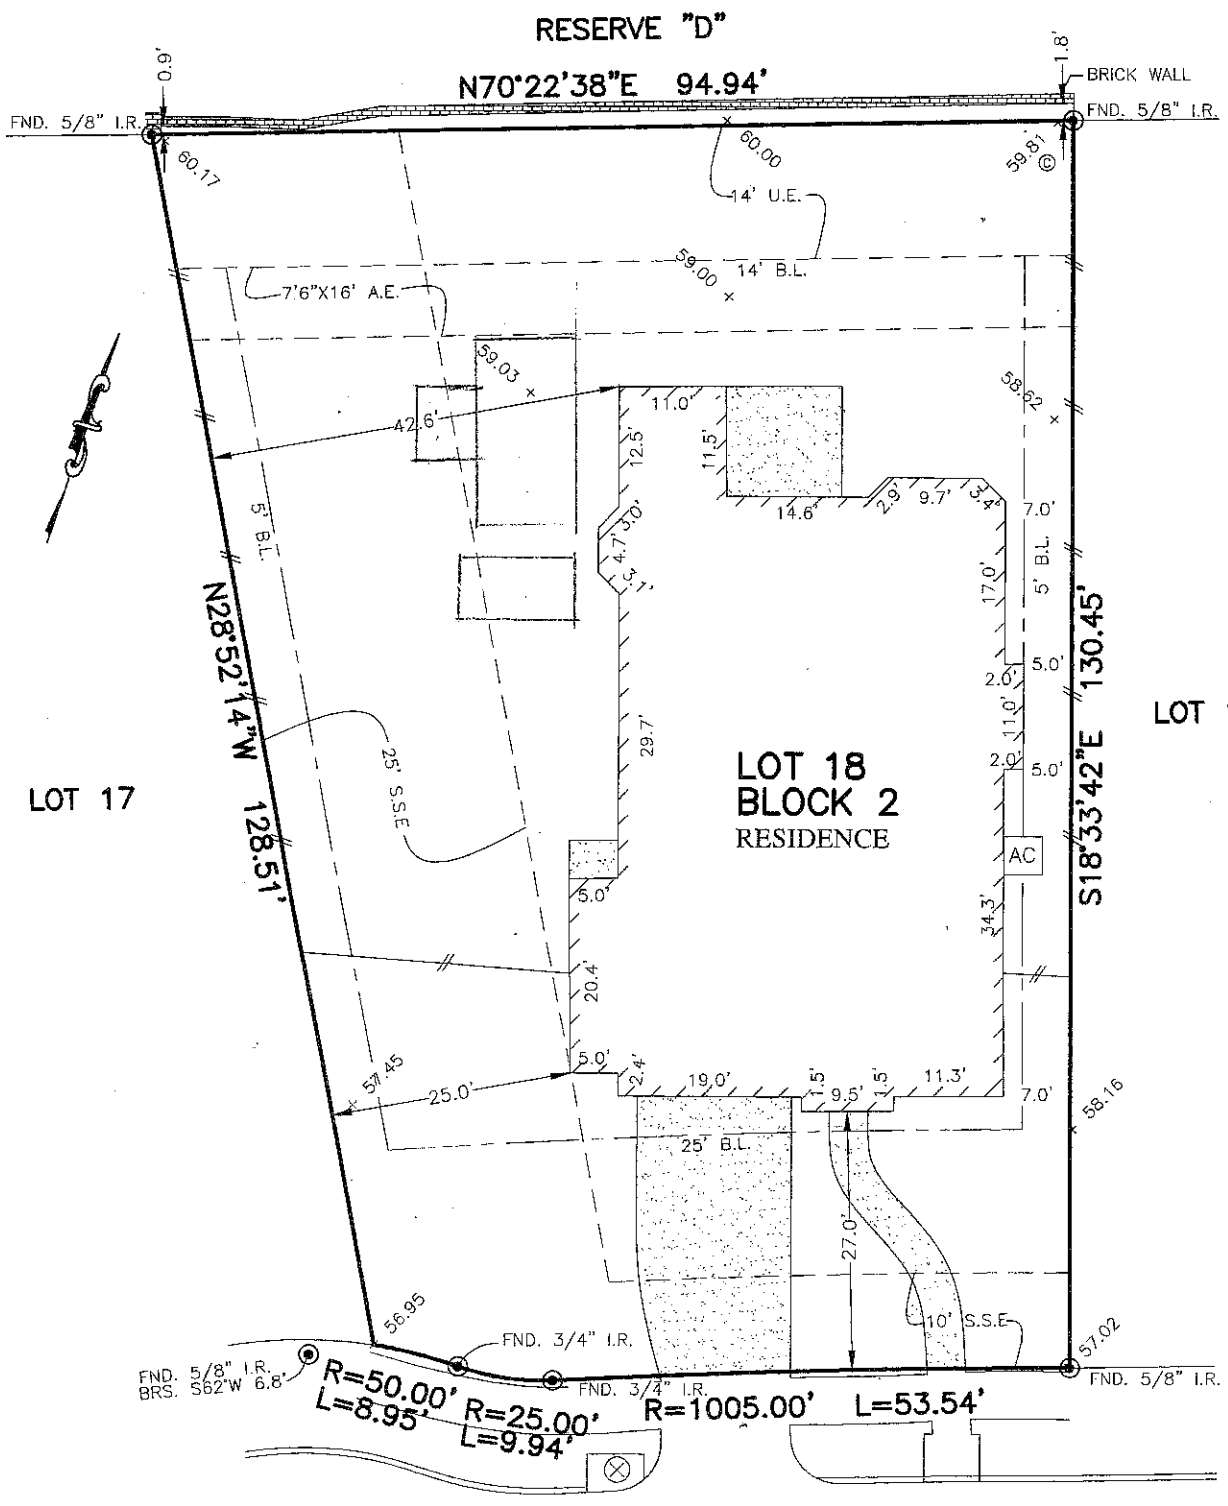 RESERVE "D"
0.9'
1.8'
N70°22'38"E 94.94'
BRICK WALL
FND. 5/8" I.R.
FND. 5/8" I.R.
60.17
60.00
59.81
©
14' U.E.
59.00
14' B.L.
7'6"X16' A.E.
59.03
58.62
42.6'
11.0'
12.5'
11.5'
14.6'
2.9'
9.7'
3.4'
7.0'
3.0'
4.7'
3.1'
5' B.L.
5' B.L.
17.0'
N28°52'14"W 128.51'
S18°33'42"E 130.45'
5.0'
2.0'
11.0'
2.0'
5.0'
29.7'
25' S.S.E
LOT
LOT 17
LOT 18
BLOCK 2
RESIDENCE
AC
5.0'
34.3'
20.4'
5.0'
2.4'
19.0'
1.5'
9.5'
1.5'
11.3'
7.0'
57.45
25.0'
58.16
25' B.L.
27.0'
56.95
10' S.S.E
57.02
FND. 3/4" I.R.
FND. 5/8" I.R.
BRS. S62°W 6.8'
FND. 3/4" I.R.
FND. 5/8" I.R.
R=50.00'
L=8.95'
R=25.00'
L=9.94'
R=1005.00' L=53.54'